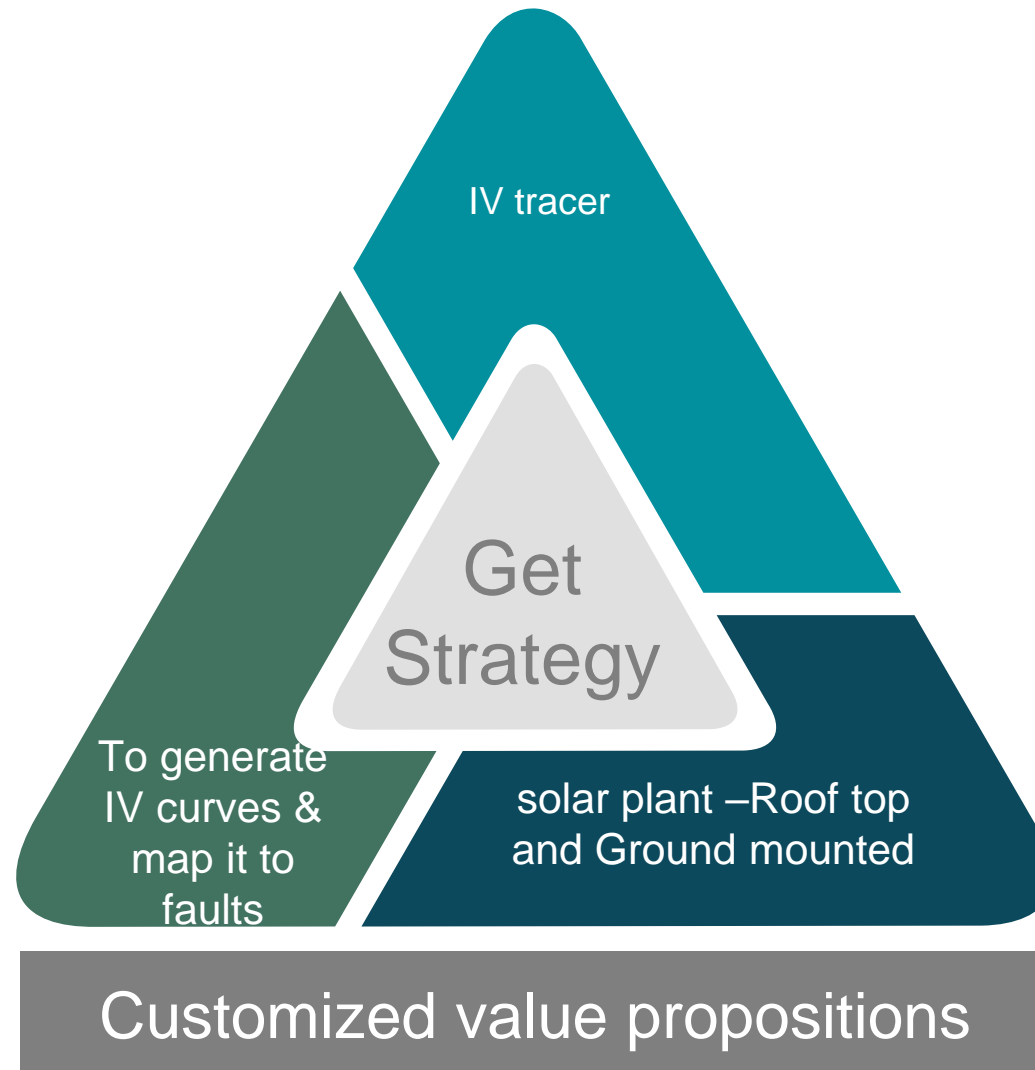 IV tracer
Get
Strategy
To generate
IV curves &
map it to
faults
solar plant –Roof top
and Ground mounted
Customized value propositions